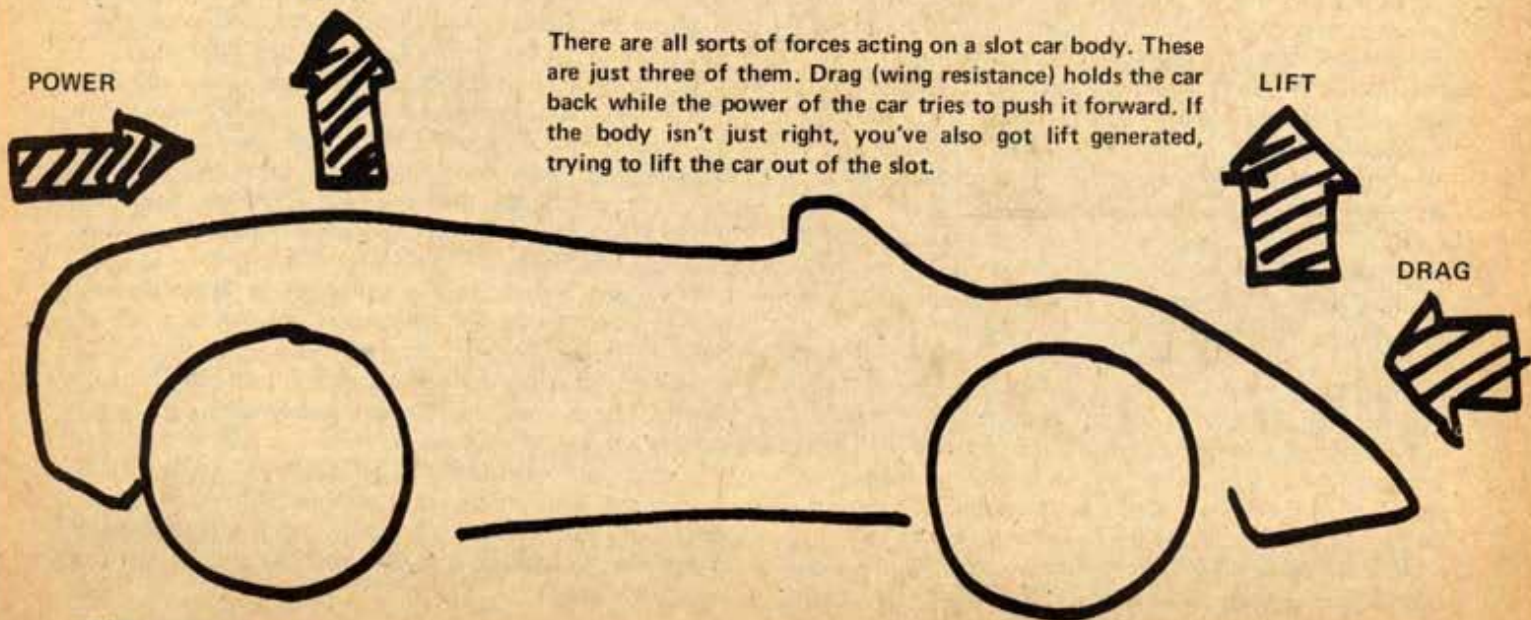 POWER
There are all sorts of forces acting on a slot car body. These
are just three of them. Drag (wing resistance) holds the car
back while the power of the car tries to push it forward. If
the body isn't just right, you've also got lift generated,
trying to lift the car out of the slot.
LIFT
DRAG